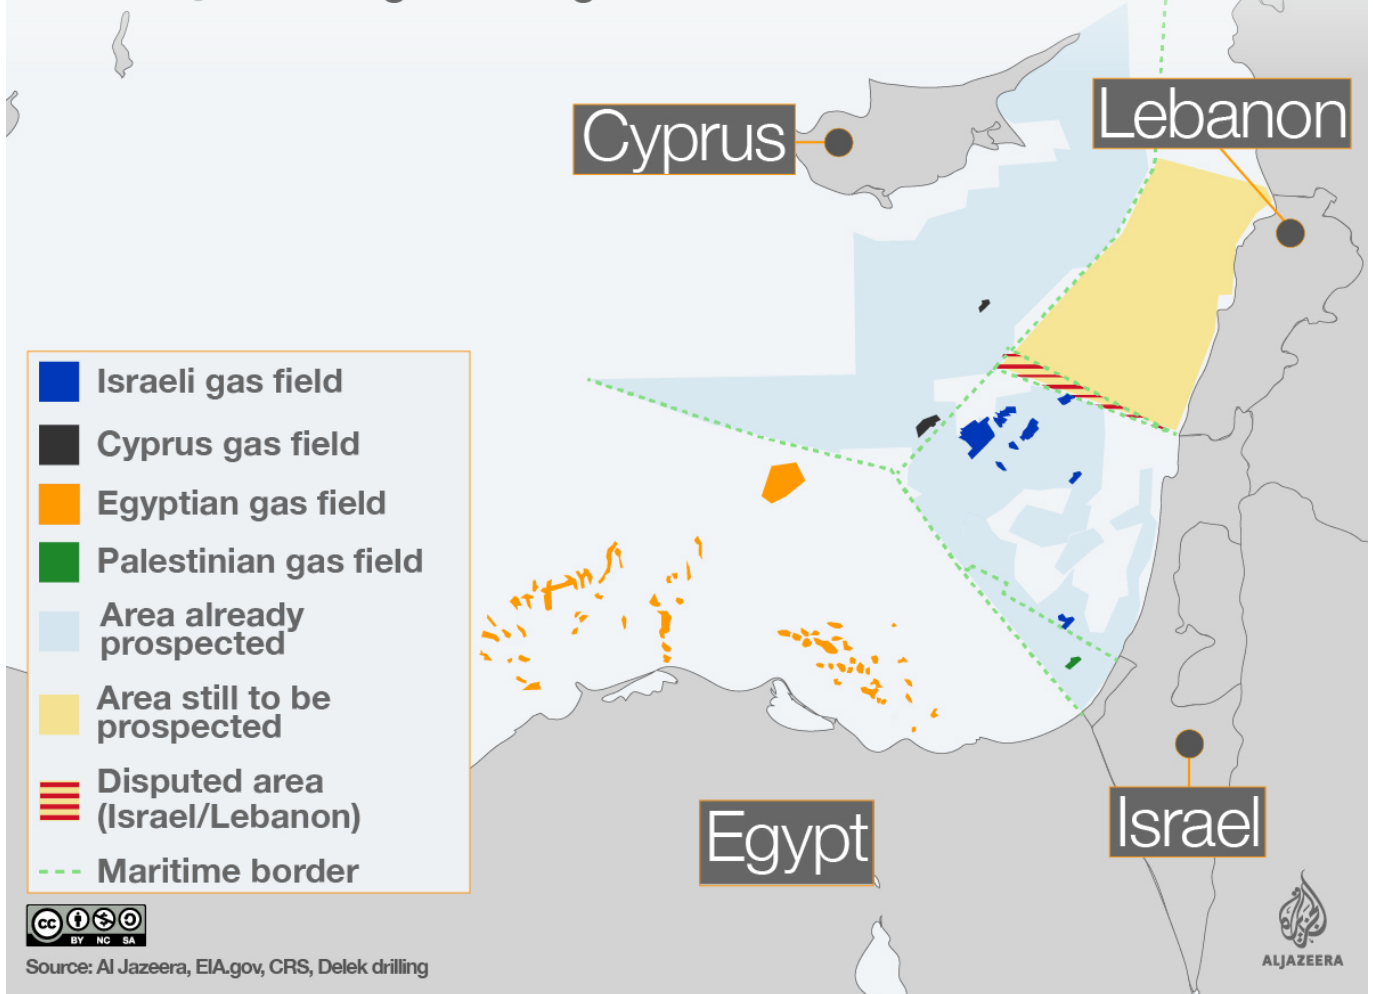 Cyprus
Lebanon
Israeli gas field
Cyprus gas field
Egyptian gas field
Palestinian gas field
Area already
prospected
Area still to be
prospected
Disputed area
(Israel/Lebanon)
Maritime border
Egypt
Israel
cc
BY NC SA
Source: Al Jazeera, EIA.gov, CRS, Delek drilling
ALJAZEERA